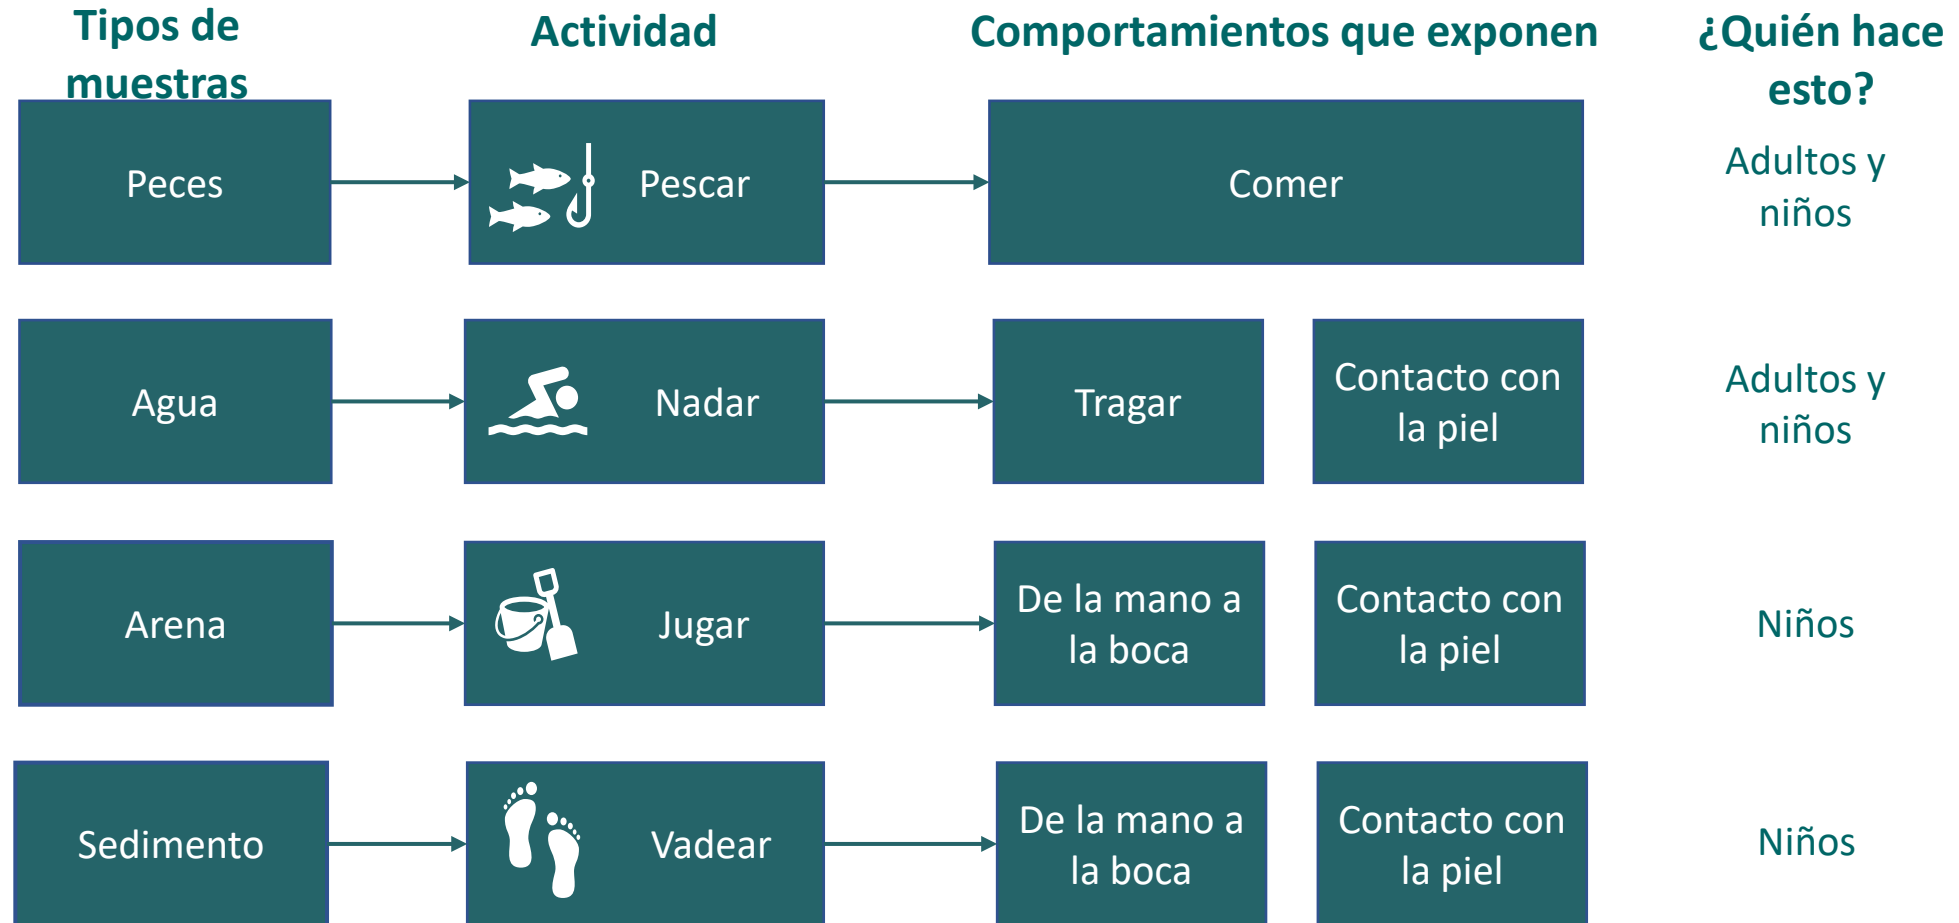 Tipos de
muestras
Actividad
Comportamientos que exponen
¿Quién hace
esto?
Peces
Pescar
Comer
Adultos y
niños
Agua
Nadar
Tragar
Contacto con
la piel
Adultos y
niños
Arena
Jugar
De la mano a
la boca
Contacto con
la piel
Niños
Sedimento
Vadear
De la mano a
la boca
Contacto con
la piel
Niños